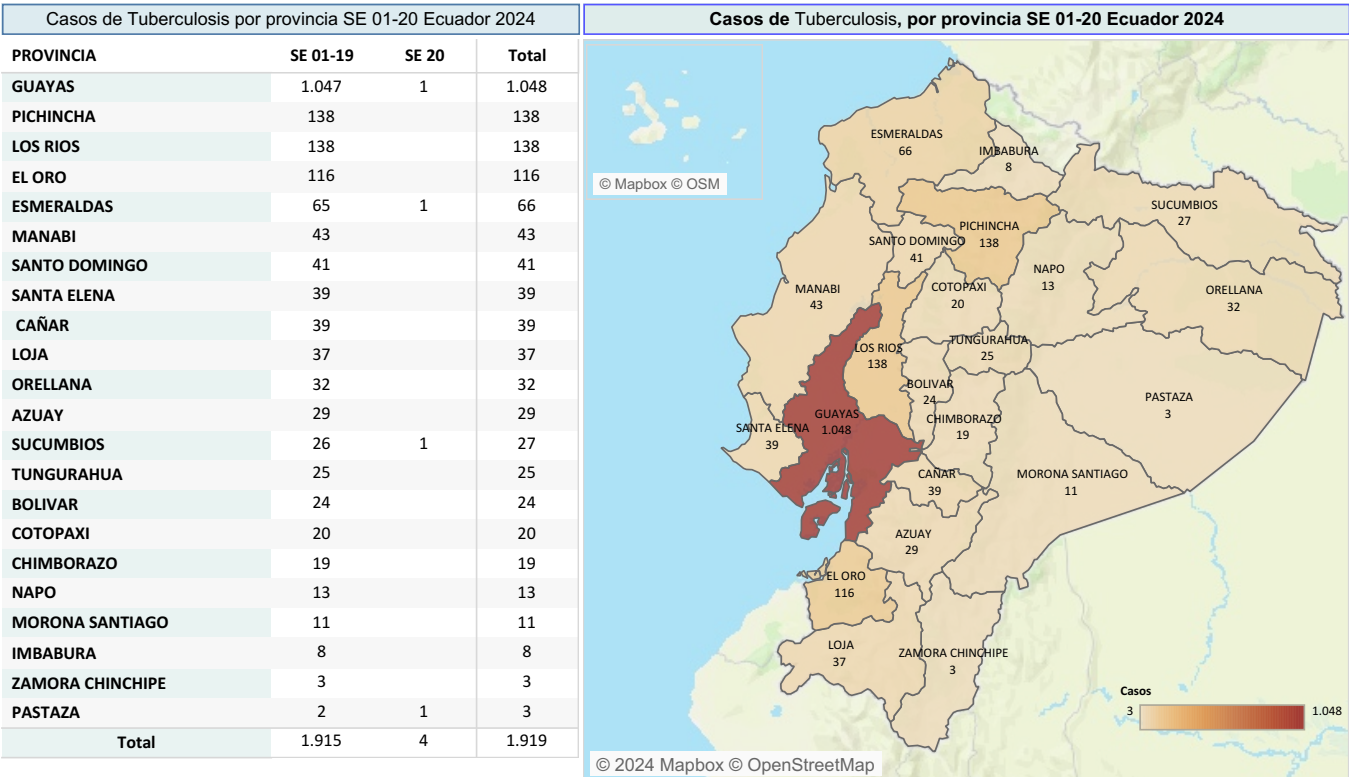 Casos de Tuberculosis por provincia SE 01-20 Ecuador 2024
PROVINCIA SE 01-19 SE 20 Total
GUAYAS 1.047 1 1.048
PICHINCHA 138 138
LOS RIOS 138 138
EL ORO 116 116
ESMERALDAS 65 1 66
MANABI 43 43
SANTO DOMINGO 41 41
SANTA ELENA 39 39
CAÑAR 39 39
LOJA 37 37
ORELLANA 32 32
AZUAY 29 29
SUCUMBIOS 26 1 27
TUNGURAHUA 25 25
BOLIVAR 24 24
COTOPAXI 20 20
CHIMBORAZO 19 19
NAPO 13 13
MORONA SANTIAGO 11 11
IMBABURA 8 8
ZAMORA CHINCHIPE 3 3
PASTAZA 2 1 3
Total 1.915 4 1.919
Casos de Tuberculosis, por provincia SE 01-20 Ecuador 2024
© Mapbox © OSM
ESMERALDAS
66
IMBABURA
8
SUCUMBIOS
27
PICHINCHA
138
SANTO DOMINGO
41
NAPO
13
COTOPAXI
20
ORELLANA
32
MANABI
43
TUNGURAHUA
25
LOS RIOS
138
BOLIVAR
24
PASTAZA
3
GUAYAS
1.048
CHIMBORAZO
19
SANTA ELENA
39
CAÑAR
39
MORONA SANTIAGO
11
AZUAY
29
EL ORO
116
LOJA
37
ZAMORA CHINCHIPE
3
Casos
3 1.048
© 2024 Mapbox © OpenStreetMap